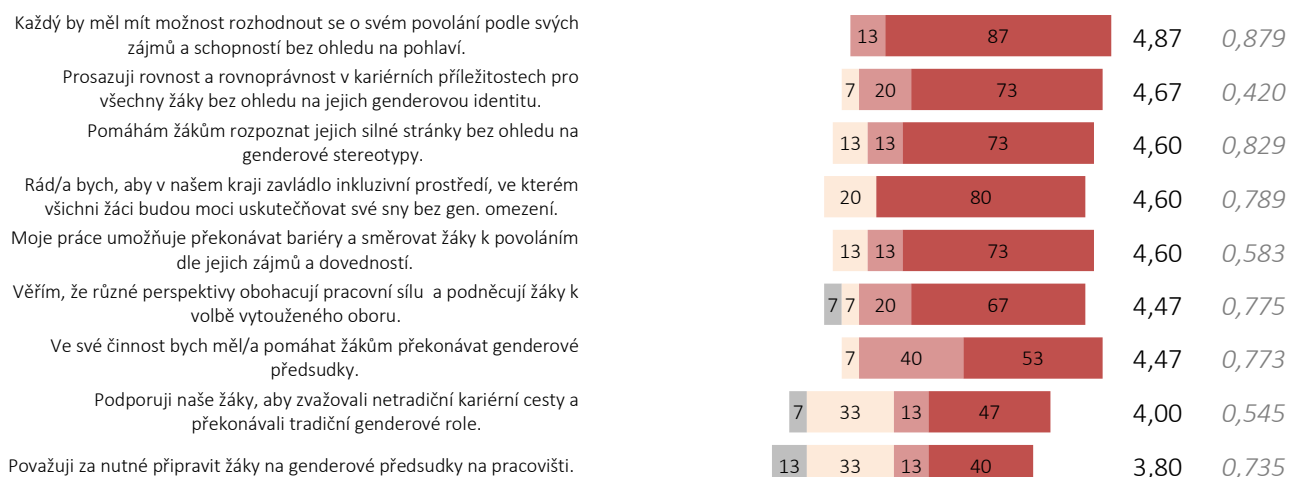 Každý by měl mít možnost rozhodnout se o svém povolání podle svých
zájmů a schopností bez ohledu na pohlaví.
13 87 4,87 0,879
Prosazuji rovnost a rovnoprávnost v kariérních příležitostech pro
všechny žáky bez ohledu na jejich genderovou identitu.
7 20 73 4,67 0,420
Pomáhám žákům rozpoznat jejich silné stránky bez ohledu na
genderové stereotypy.
13 13 73 4,60 0,829
Rád/a bych, aby v našem kraji zavládlo inkluzivní prostředí, ve kterém
všichni žáci budou moci uskutečňovat své sny bez gen. omezení.
20 80 4,60 0,789
Moje práce umožňuje překonávat bariéry a směrovat žáky k povoláním
dle jejich zájmů a dovedností.
13 13 73 4,60 0,583
Věřím, že různé perspektivy obohacují pracovní sílu a podněcují žáky k
volbě vytouženého oboru.
7 7 20 67 4,47 0,775
Ve své činnost bych měl/a pomáhat žákům překonávat genderové
předsudky.
7 40 53 4,47 0,773
Podporuji naše žáky, aby zvažovali netradiční kariérní cesty a
překonávali tradiční genderové role.
7 33 13 47 4,00 0,545
Považuji za nutné připravit žáky na genderové předsudky na pracovišti.
13 33 13 40 3,80 0,735